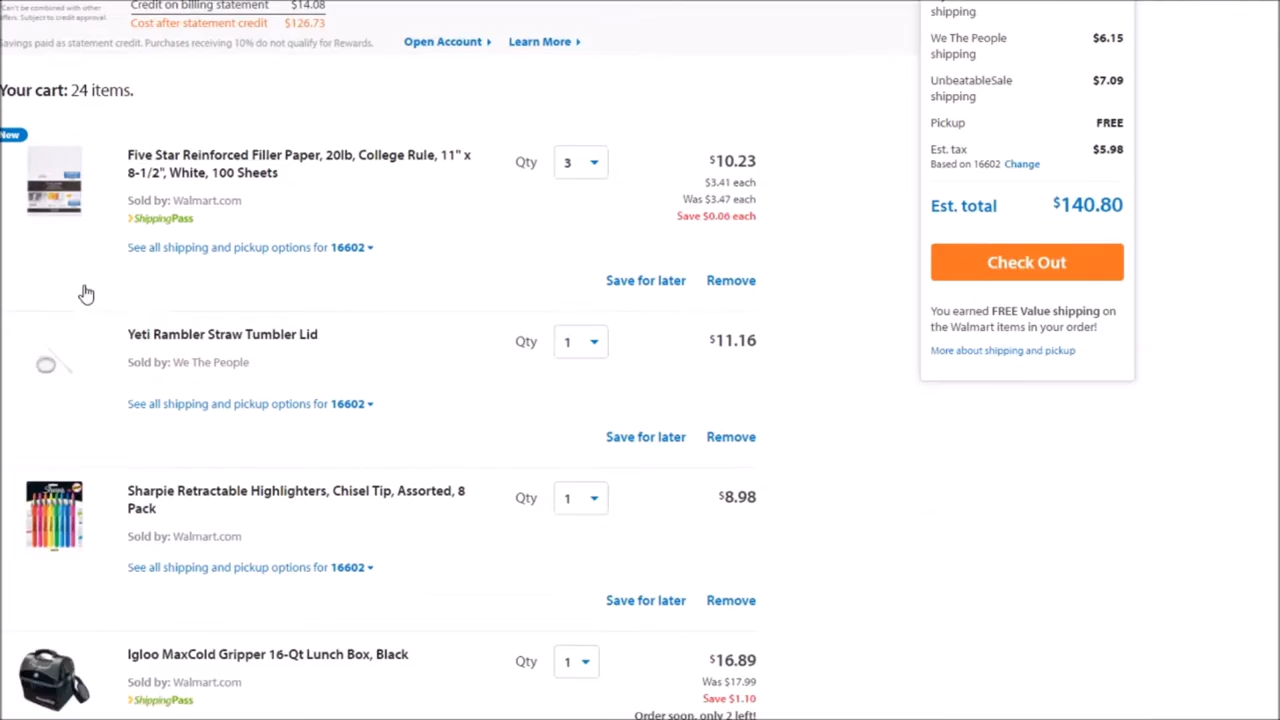 Can't be combined with other
offers. Subject to credit approval.
Credit on billing statement $14.08
Cost after statement credit $126.73
Savings paid as statement credit. Purchases receiving 10% do not qualify for Rewards.
Open Account
Learn More
Your cart: 24 items.
New
Five Star Reinforced Filler Paper, 20lb, College Rule, 11" x
8-1/2", White, 100 Sheets
Sold by: Walmart.com
ShippingPass
See all shipping and pickup options for 16602
Qty 3
$10.23
$3.41 each
Was $3.47 each
Save $0.06 each
Save for later Remove
Yeti Rambler Straw Tumbler Lid
Sold by: We The People
See all shipping and pickup options for 16602
Qty 1
$11.16
Save for later Remove
Sharpie Retractable Highlighters, Chisel Tip, Assorted, 8
Pack
Sold by: Walmart.com
See all shipping and pickup options for 16602
Qty 1
$8.98
Save for later Remove
Igloo MaxCold Gripper 16-Qt Lunch Box, Black
Sold by: Walmart.com
ShippingPass
Qty 1
$16.89
Was $17.99
Save $1.10
Order soon, only 2 left!
shipping
We The People
shipping
$6.15
UnbeatableSale
shipping
$7.09
Pickup FREE
Est. tax $5.98
Based on 16602 Change
Est. total $140.80
Check Out
You earned FREE Value shipping on
the Walmart items in your order!
More about shipping and pickup